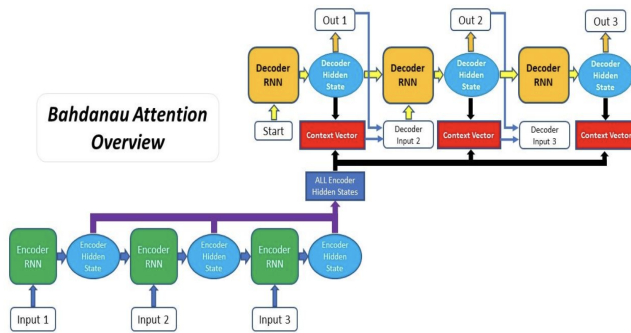 Out 1
Out 2
Out 3
Decoder
RNN
Decoder
Hidden
State
Decoder
RNN
Decoder
Hidden
State
Decoder
RNN
Decoder
Hidden
State
Bahdanau Attention
Overview
Start
Context Vector
Decoder
Input 2
Context Vector
Decoder
Input 3
Context Vector
ALL Encoder
Hidden States
Encoder
RNN
Encoder
Hidden
State
Encoder
RNN
Encoder
Hidden
State
Encoder
RNN
Encoder
Hidden
State
Input 1
Input 2
Input 3